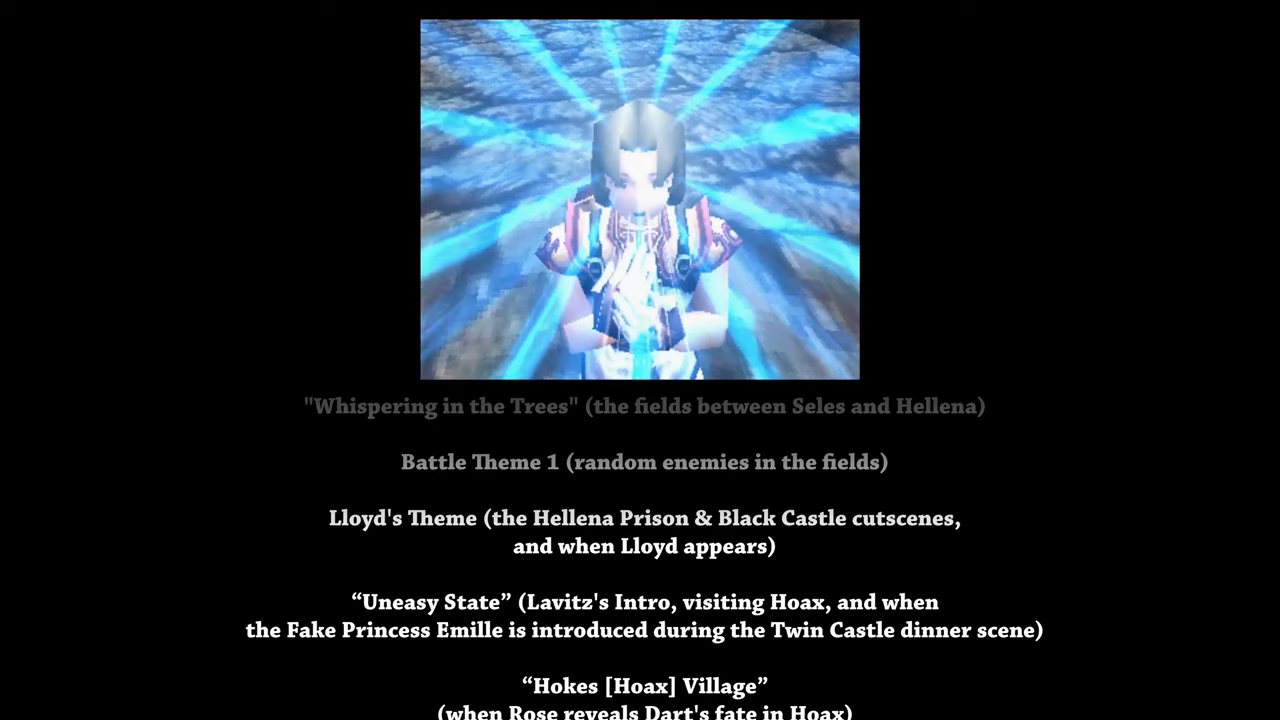 "Whispering in the Trees" (the fields between Seles and Hellena)
Battle Theme 1 (random enemies in the fields)
Lloyd's Theme (the Hellena Prison & Black Castle cutscenes,
and when Lloyd appears)
“Uneasy State” (Lavitz's Intro, visiting Hoax, and when
the Fake Princess Emille is introduced during the Twin Castle dinner scene)
“Hokes [Hoax] Village”
(when Rose reveals Dart's fate in Hoax)